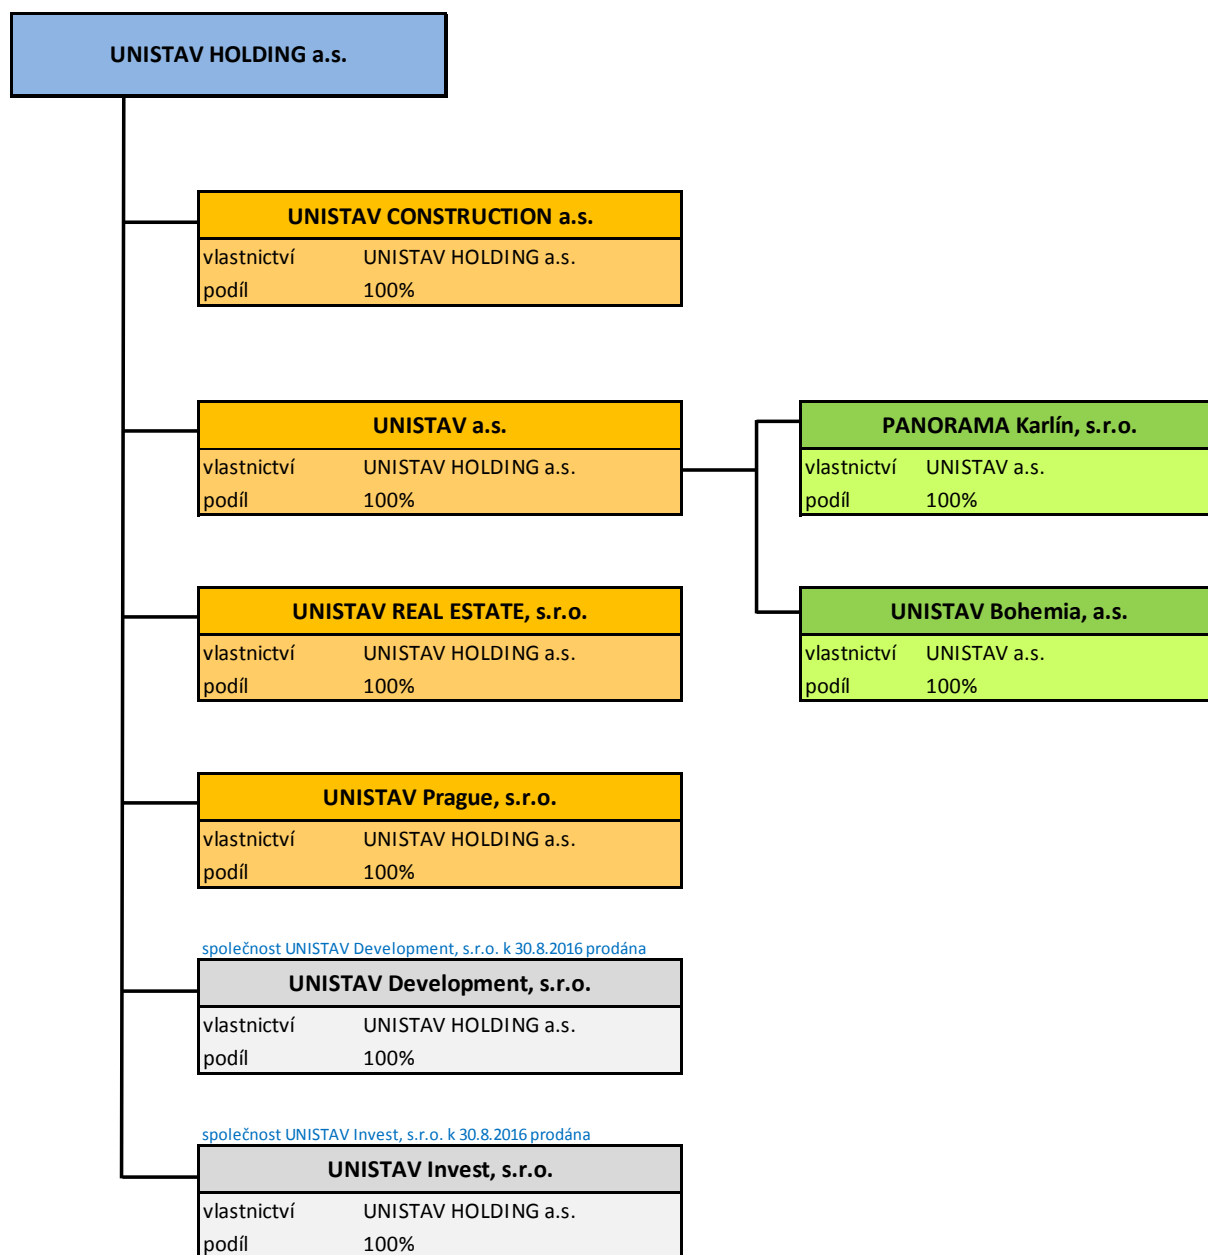 UNISTAV HOLDING a.s.
UNISTAV CONSTRUCTION a.s.
vlastnictví UNISTAV HOLDING a.s.
podíl 100%
UNISTAV a.s.
vlastnictví UNISTAV HOLDING a.s.
podíl 100%
PANORAMA Karlín, s.r.o.
vlastnictví UNISTAV a.s.
podíl 100%
UNISTAV REAL ESTATE, s.r.o.
vlastnictví UNISTAV HOLDING a.s.
podíl 100%
UNISTAV Bohemia, a.s.
vlastnictví UNISTAV a.s.
podíl 100%
UNISTAV Prague, s.r.o.
vlastnictví UNISTAV HOLDING a.s.
podíl 100%
společnost UNISTAV Development, s.r.o. k 30.8.2016 prodána
UNISTAV Development, s.r.o.
vlastnictví UNISTAV HOLDING a.s.
podíl 100%
společnost UNISTAV Invest, s.r.o. k 30.8.2016 prodána
UNISTAV Invest, s.r.o.
vlastnictví UNISTAV HOLDING a.s.
podíl 100%